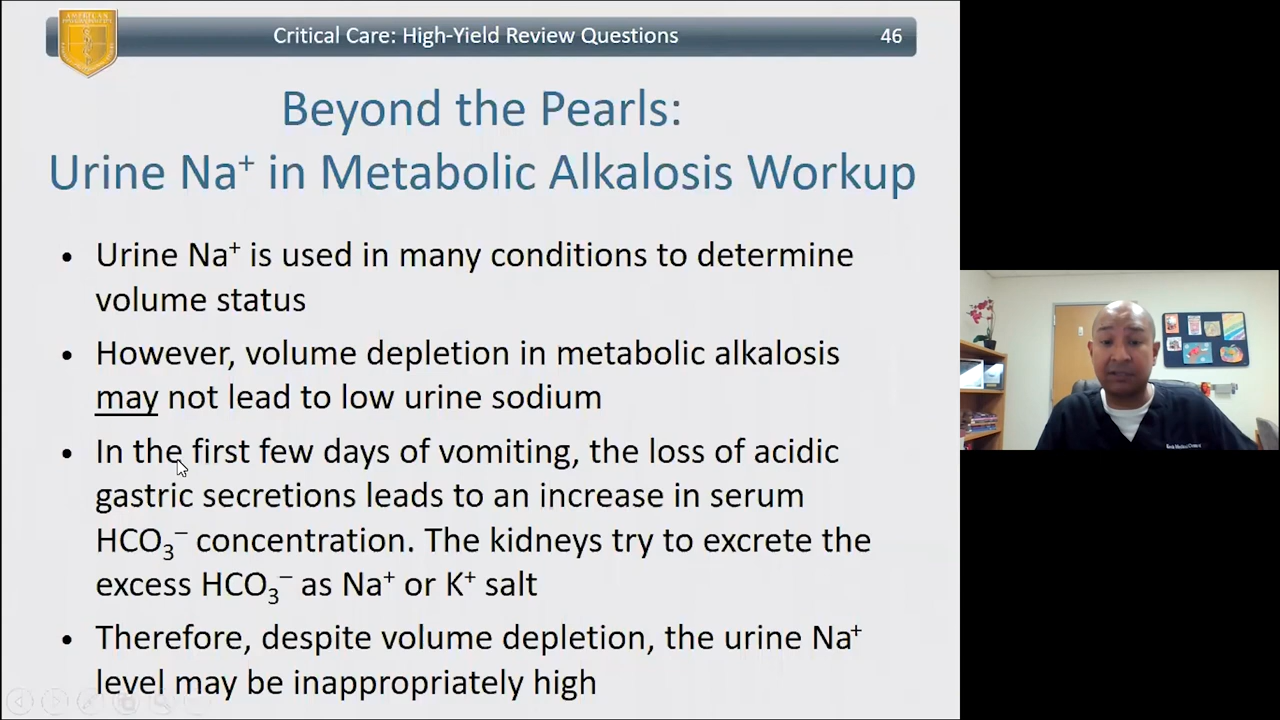 Critical Care: High-Yield Review Questions 46
Beyond the Pearls:
Urine Na⁺ in Metabolic Alkalosis Workup
• Urine Na⁺ is used in many conditions to determine
volume status
• However, volume depletion in metabolic alkalosis
may not lead to low urine sodium
• In the first few days of vomiting, the loss of acidic
gastric secretions leads to an increase in serum
HCO₃⁻ concentration. The kidneys try to excrete the
excess HCO₃⁻ as Na⁺ or K⁺ salt
• Therefore, despite volume depletion, the urine Na⁺
level may be inappropriately high